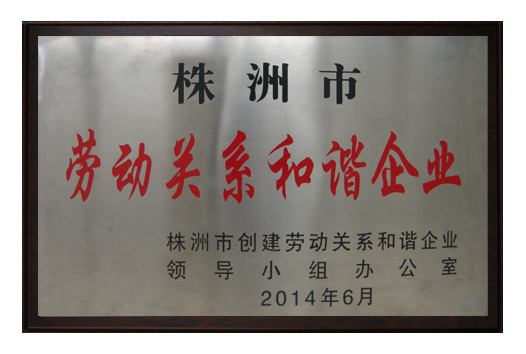 株洲市
劳动关系和谐企业
株洲市创建劳动关系和谐企业
领导小组办公室
2014年6月